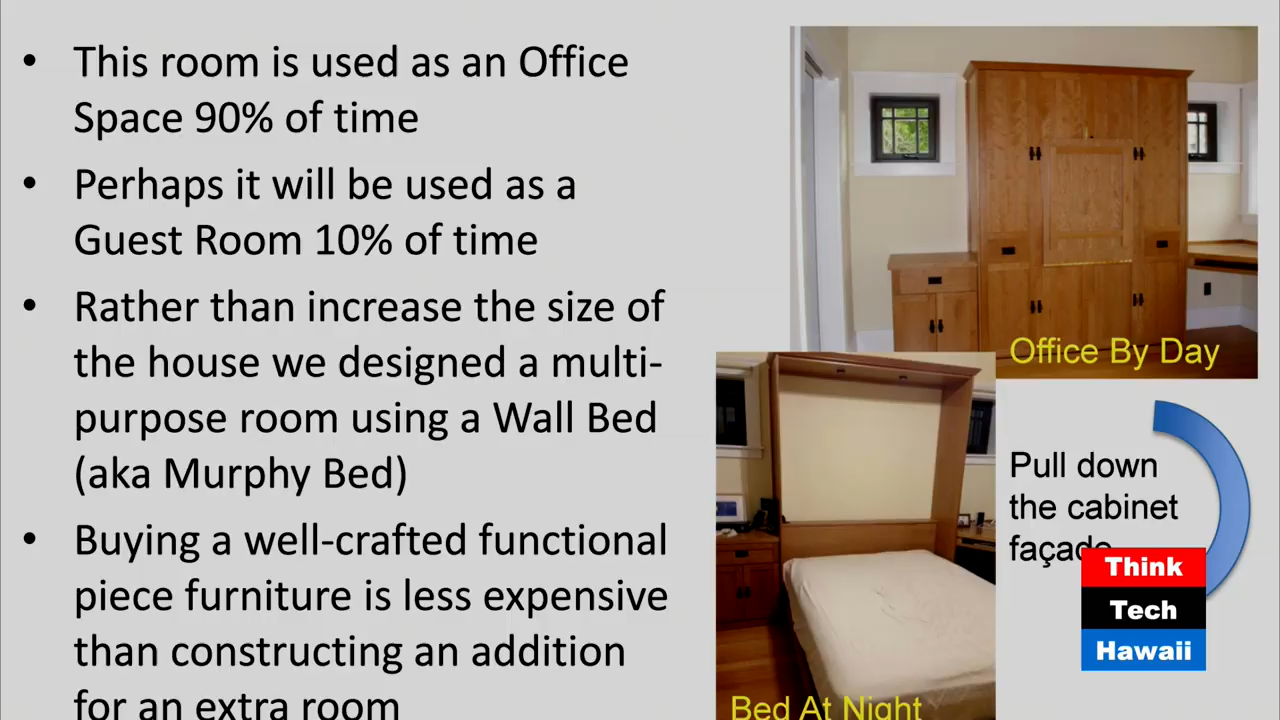 • This room is used as an Office
Space 90% of time
• Perhaps it will be used as a
Guest Room 10% of time
• Rather than increase the size of
the house we designed a multi-
purpose room using a Wall Bed
(aka Murphy Bed)
• Buying a well-crafted functional
piece furniture is less expensive
than constructing an addition
for an extra room
Office By Day
Pull down
the cabinet
façade
Bed At Night
Think
Tech
Hawaii